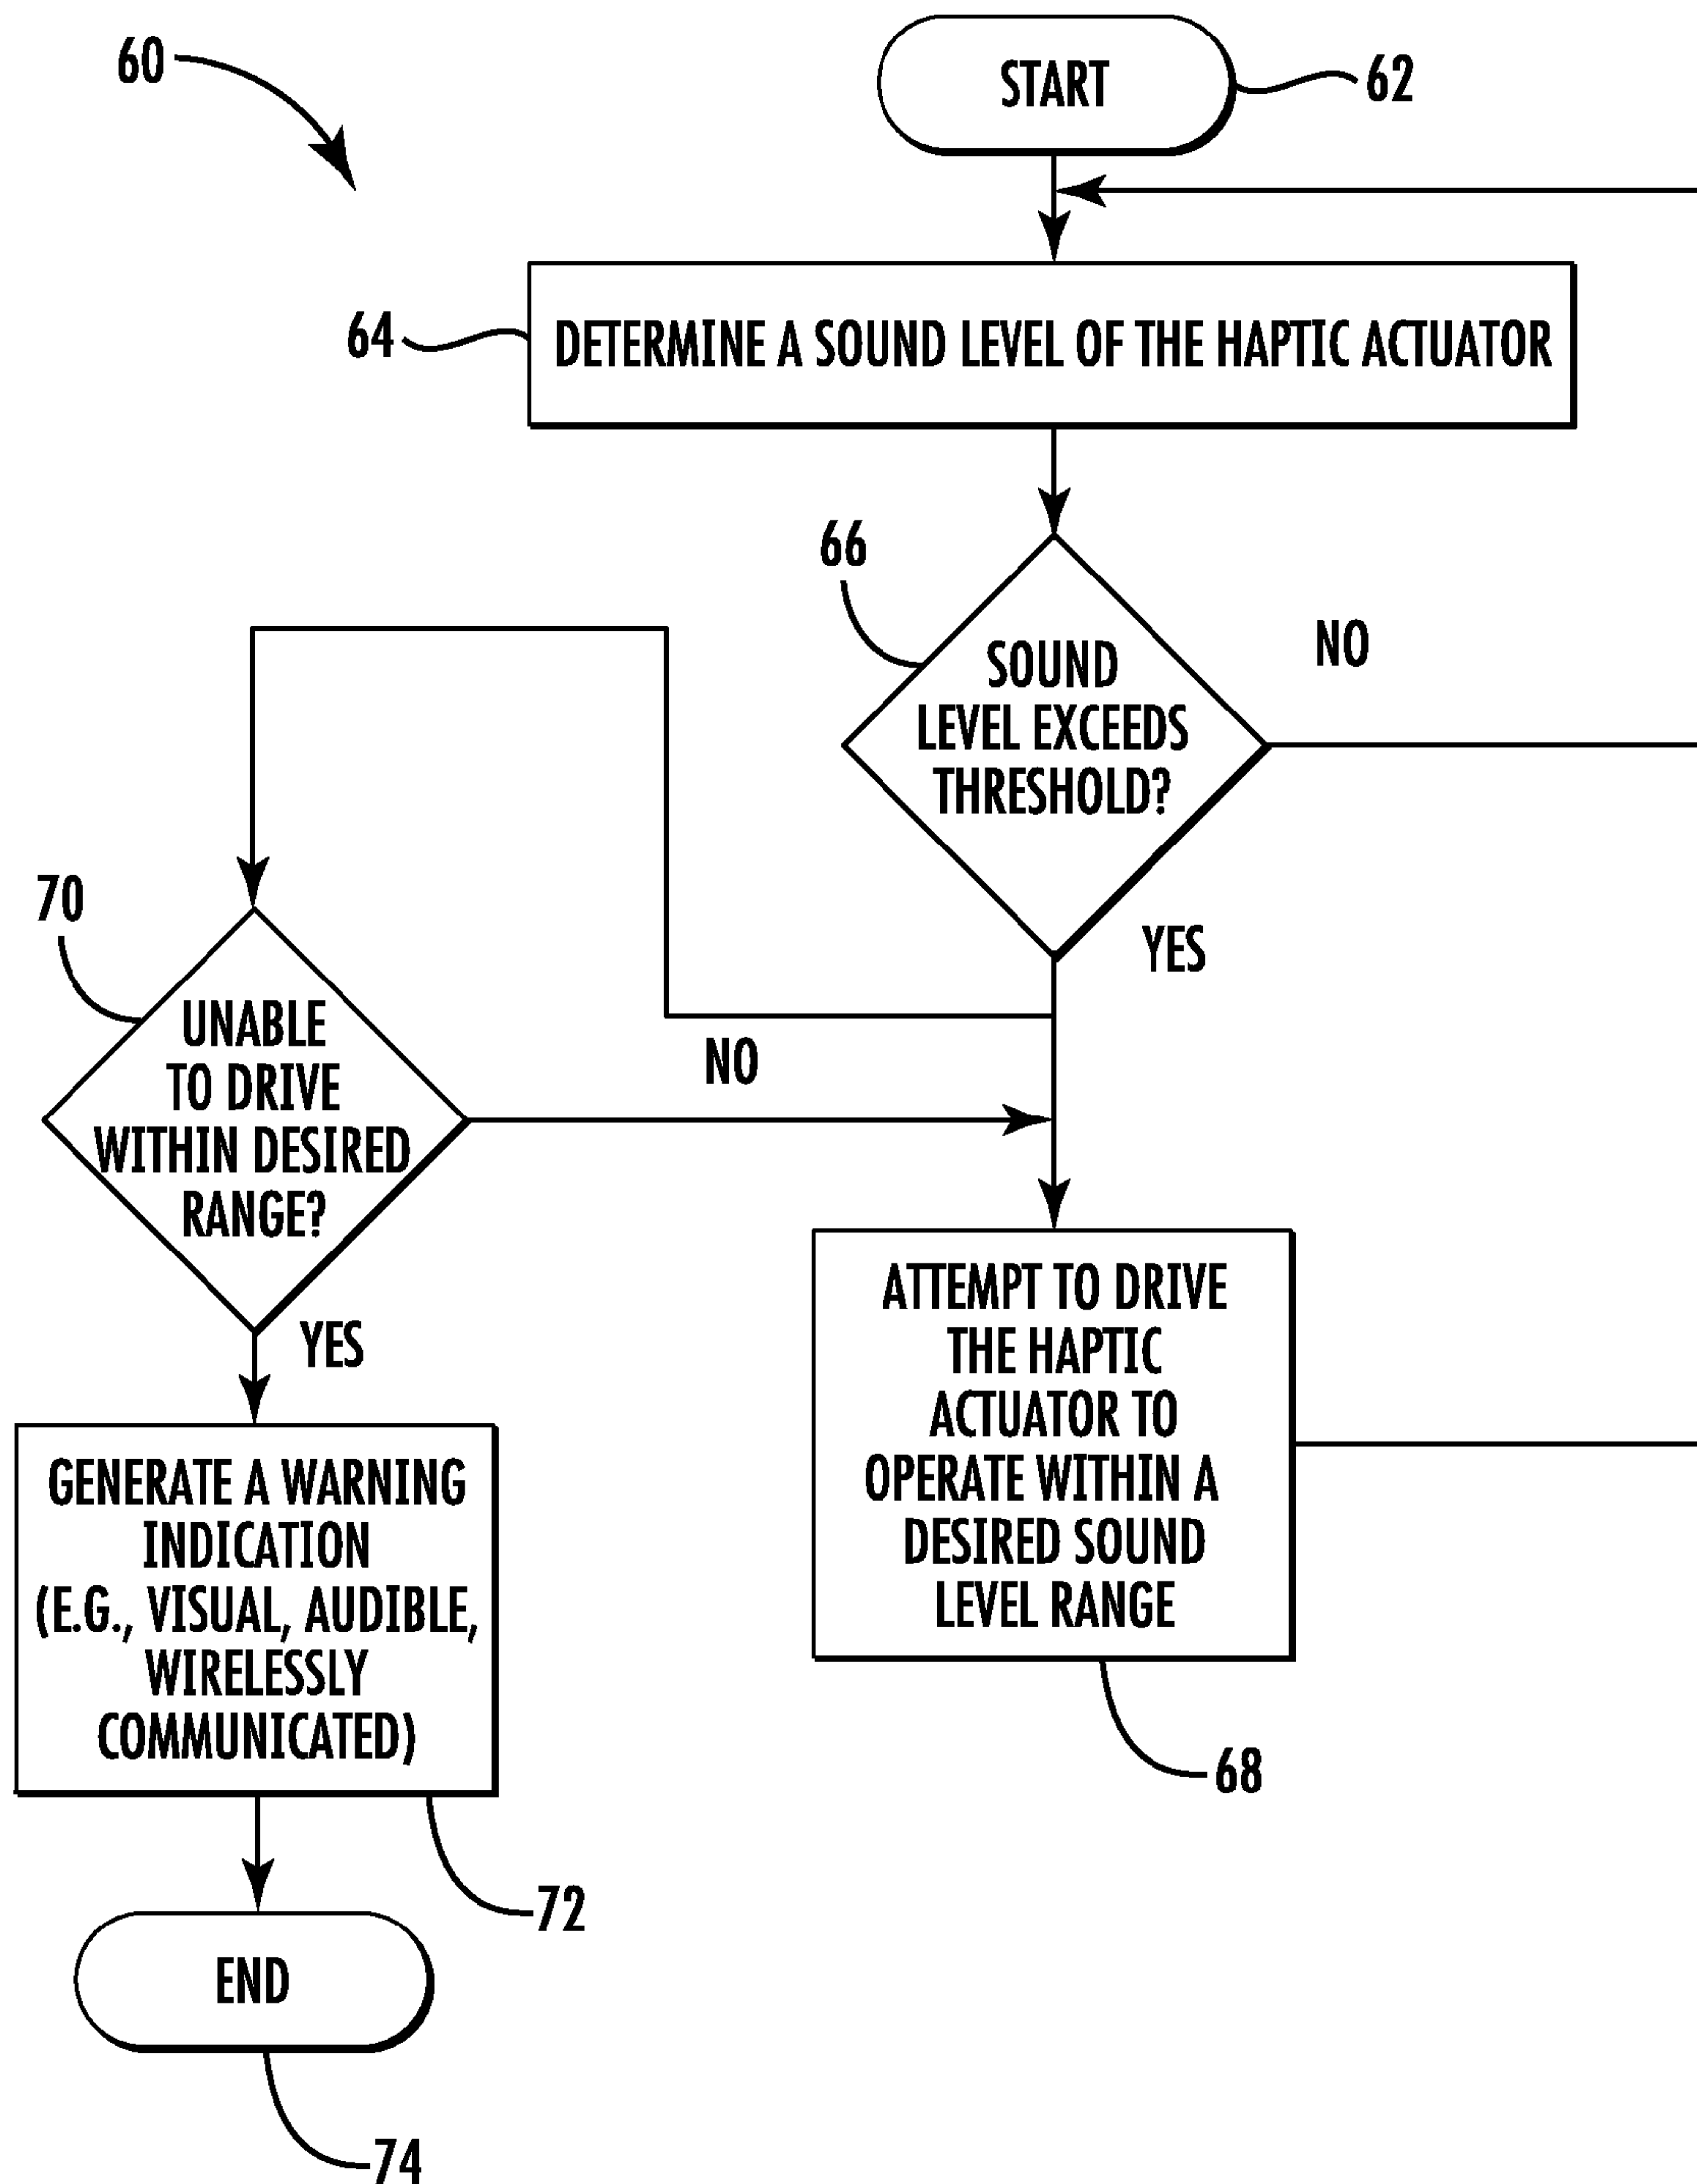 60
START
62
64
DETERMINE A SOUND LEVEL OF THE HAPTIC ACTUATOR
66
SOUND
LEVEL EXCEEDS
THRESHOLD?
NO
YES
70
UNABLE
TO DRIVE
WITHIN DESIRED
RANGE?
NO
YES
ATTEMPT TO DRIVE
THE HAPTIC
ACTUATOR TO
OPERATE WITHIN A
DESIRED SOUND
LEVEL RANGE
68
GENERATE A WARNING
INDICATION
(E.G., VISUAL, AUDIBLE,
WIRELESSLY
COMMUNICATED)
72
END
74